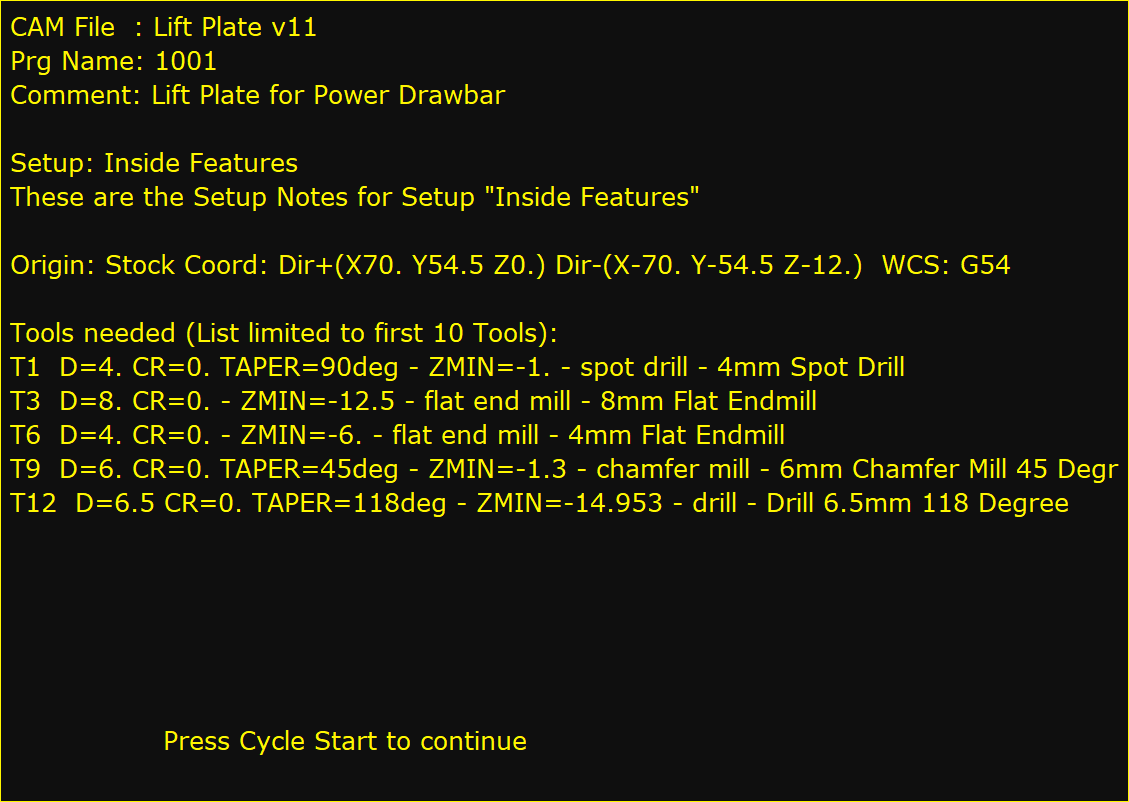 CAM File  : Lift Plate v11
Prg Name: 1001
Comment: Lift Plate for Power Drawbar
Setup: Inside Features
These are the Setup Notes for Setup "Inside Features"
Origin: Stock Coord: Dir+(X70. Y54.5 Z0.) Dir-(X-70. Y-54.5 Z-12.)  WCS: G54
Tools needed (List limited to first 10 Tools):
T1  D=4. CR=0. TAPER=90deg - ZMIN=-1. - spot drill - 4mm Spot Drill
T3  D=8. CR=0. - ZMIN=-12.5 - flat end mill - 8mm Flat Endmill
T6  D=4. CR=0. - ZMIN=-6. - flat end mill - 4mm Flat Endmill
T9  D=6. CR=0. TAPER=45deg - ZMIN=-1.3 - chamfer mill - 6mm Chamfer Mill 45 Degr
T12  D=6.5 CR=0. TAPER=118deg - ZMIN=-14.953 - drill - Drill 6.5mm 118 Degree
Press Cycle Start to continue